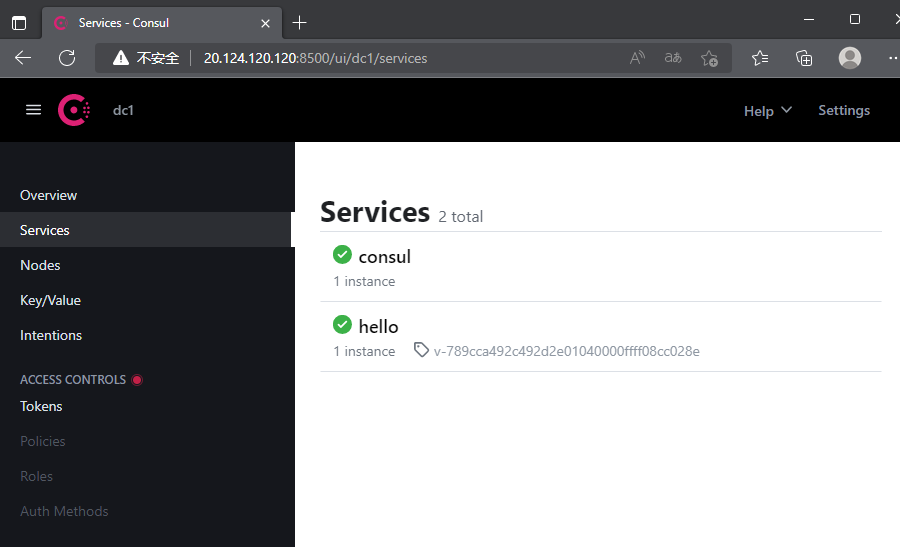 Services - Consul
不安全 20.124.120.120:8500/ui/dc1/services
dc1
Help
Settings
Overview
Services
Nodes
Key/Value
Intentions
ACCESS CONTROLS
Tokens
Policies
Roles
Auth Methods
Services 2 total
consul
1 instance
hello
1 instance v-789cca492c492d2e01040000ffff08cc028e